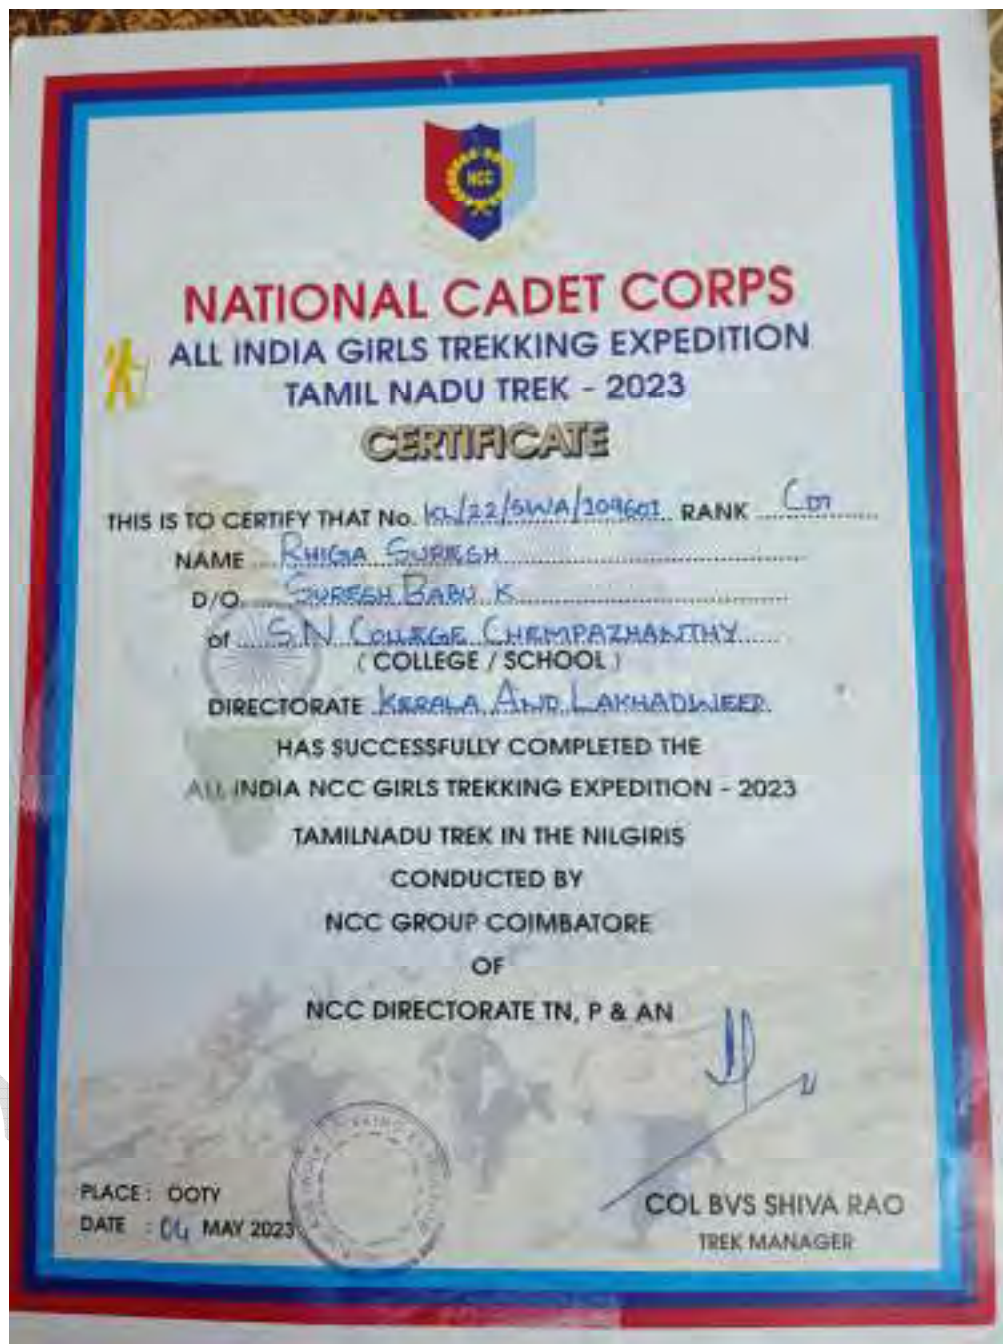 NCC
NATIONAL CADET CORPS
ALL INDIA GIRLS TREKKING EXPEDITION
TAMIL NADU TREK - 2023
CERTIFICATE
THIS IS TO CERTIFY THAT No. KL/22/SWA/209601 RANK CDT
NAME RHIGA SURESH
D/O. SURESH BABU K
of S N COLLEGE CHEMPAZHANTHY
( COLLEGE / SCHOOL )
DIRECTORATE KERALA AND LAKHADWEEP
HAS SUCCESSFULLY COMPLETED THE
ALL INDIA NCC GIRLS TREKKING EXPEDITION - 2023
TAMILNADU TREK IN THE NILGIRIS
CONDUCTED BY
NCC GROUP COIMBATORE
OF
NCC DIRECTORATE TN, P & AN
PLACE : OOTY
DATE : 04 MAY 2023
COL BVS SHIVA RAO
TREK MANAGER